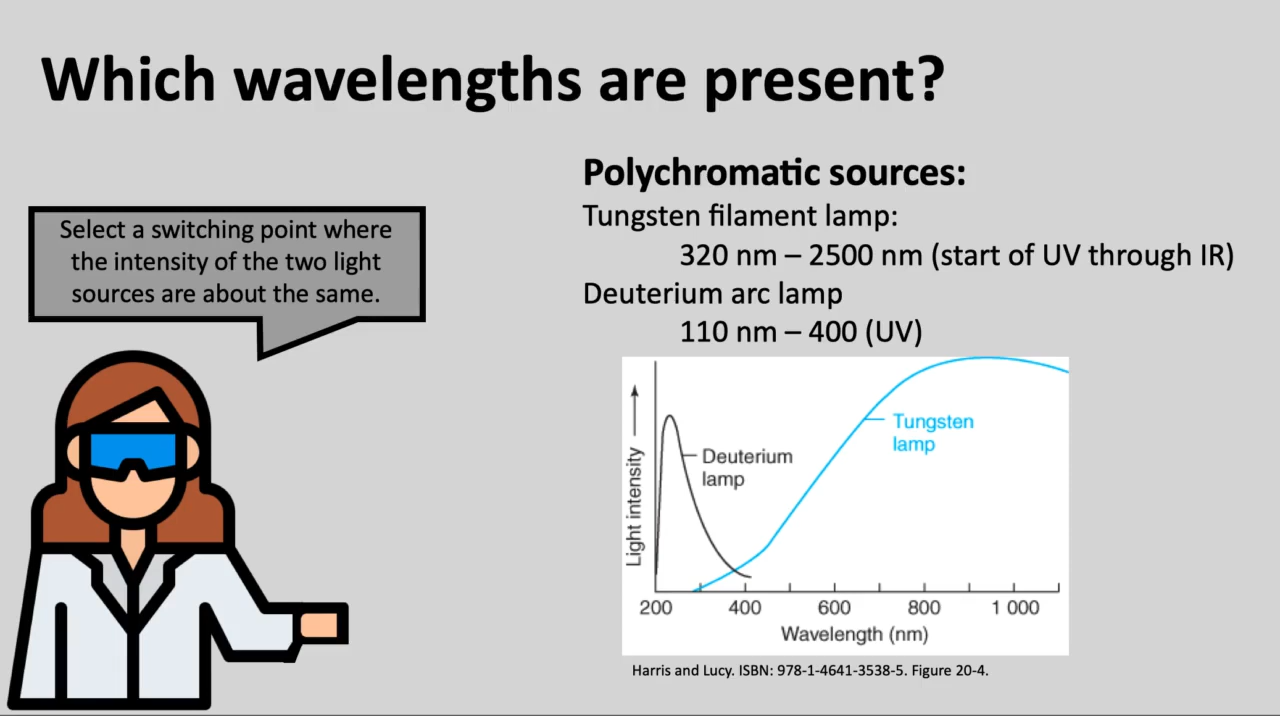 Which wavelengths are present?
Select a switching point where
the intensity of the two light
sources are about the same.
Polychromatic sources:
Tungsten filament lamp:
320 nm – 2500 nm (start of UV through IR)
Deuterium arc lamp
110 nm – 400 (UV)
Light intensity
Deuterium
lamp
Tungsten
lamp
200 400 600 800 1 000
Wavelength (nm)
Harris and Lucy. ISBN: 978-1-4641-3538-5. Figure 20-4.